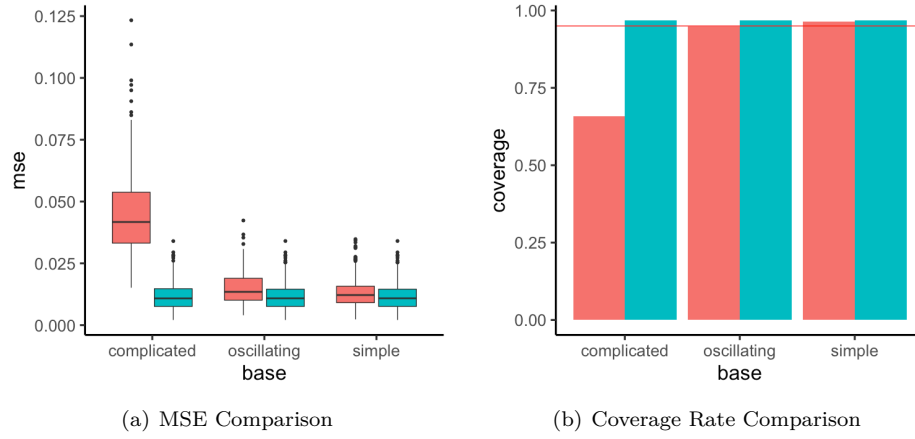 0.125
0.100
0.075
0.050
0.025
0.000
mse
complicated oscillating simple
base
(a) MSE Comparison
1.00
0.75
0.50
0.25
0.00
coverage
complicated oscillating simple
base
(b) Coverage Rate Comparison